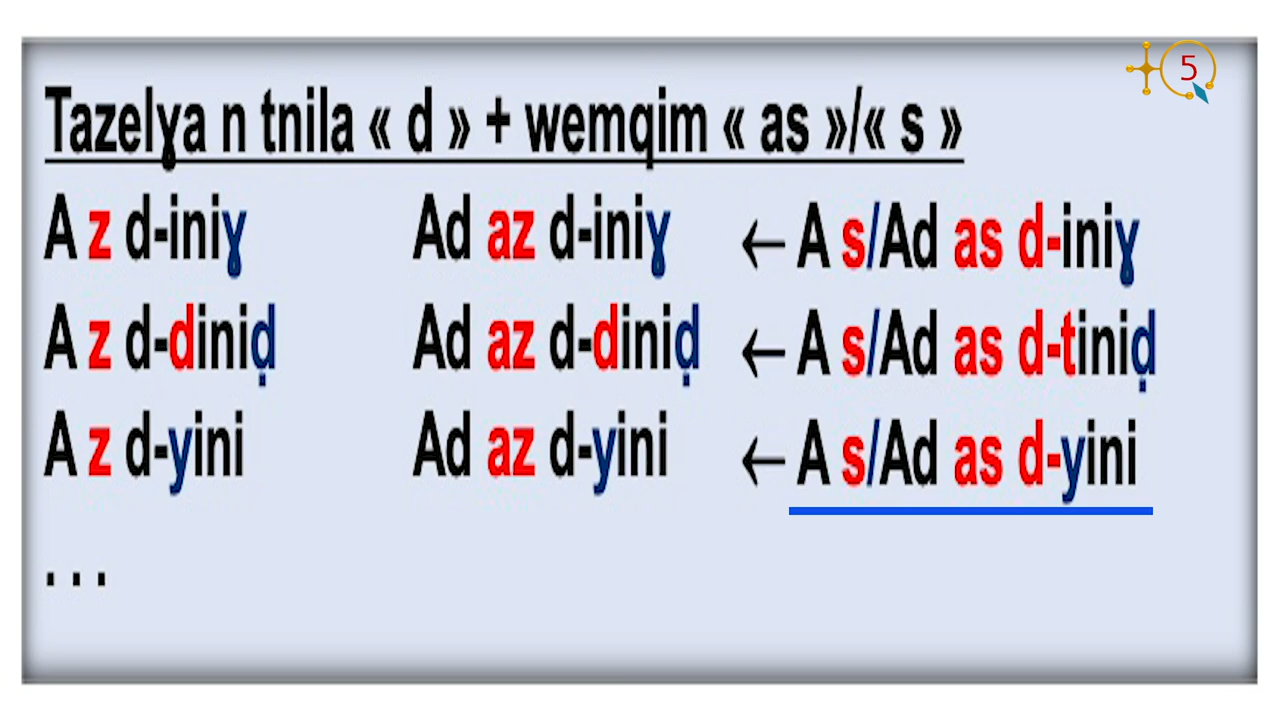 5
Tazelɣa n tnila « d » + wemqim « as »/« s »
A z d-iniɣ Ad az d-iniɣ ← A s/Ad as d-iniɣ
A z d-diniḍ Ad az d-diniḍ ← A s/Ad as d-tiniḍ
A z d-yini Ad az d-yini ← A s/Ad as d-yini
. . .